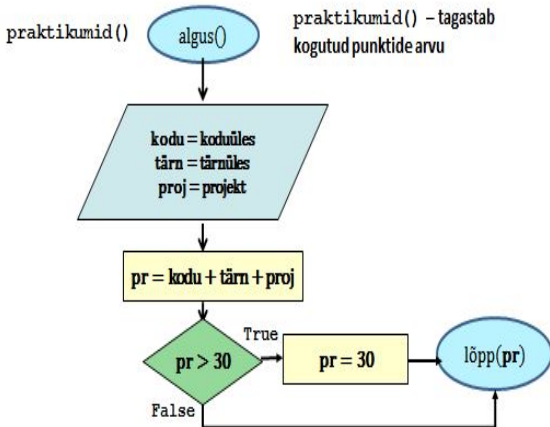 praktikumid()
algus()
praktikumid() – tagastab
kogutud punktide arvu
kodu = koduüles
tärn = tärnüles
proj = projekt
pr = kodu + tärn + proj
pr > 30
True
pr = 30
lõpp(pr)
False